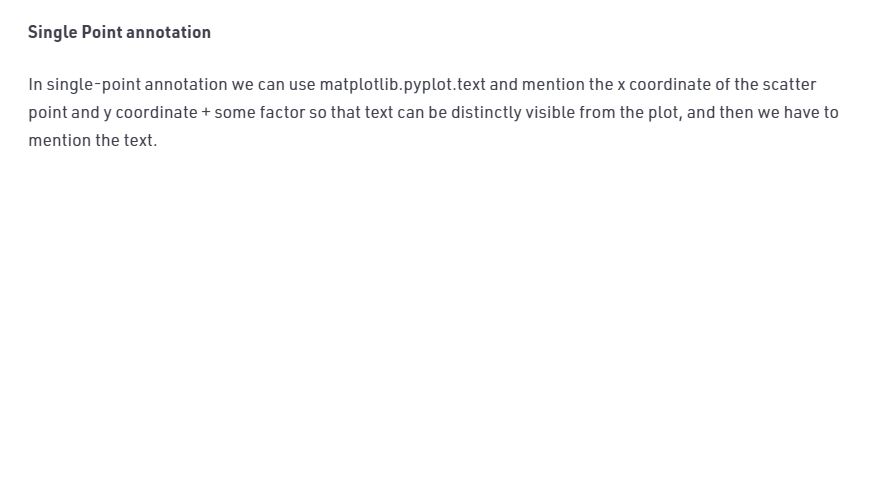 Single Point annotation
In single-point annotation we can use matplotlib.pyplot.text and mention the x coordinate of the scatter
point and y coordinate + some factor so that text can be distinctly visible from the plot, and then we have to
mention the text.